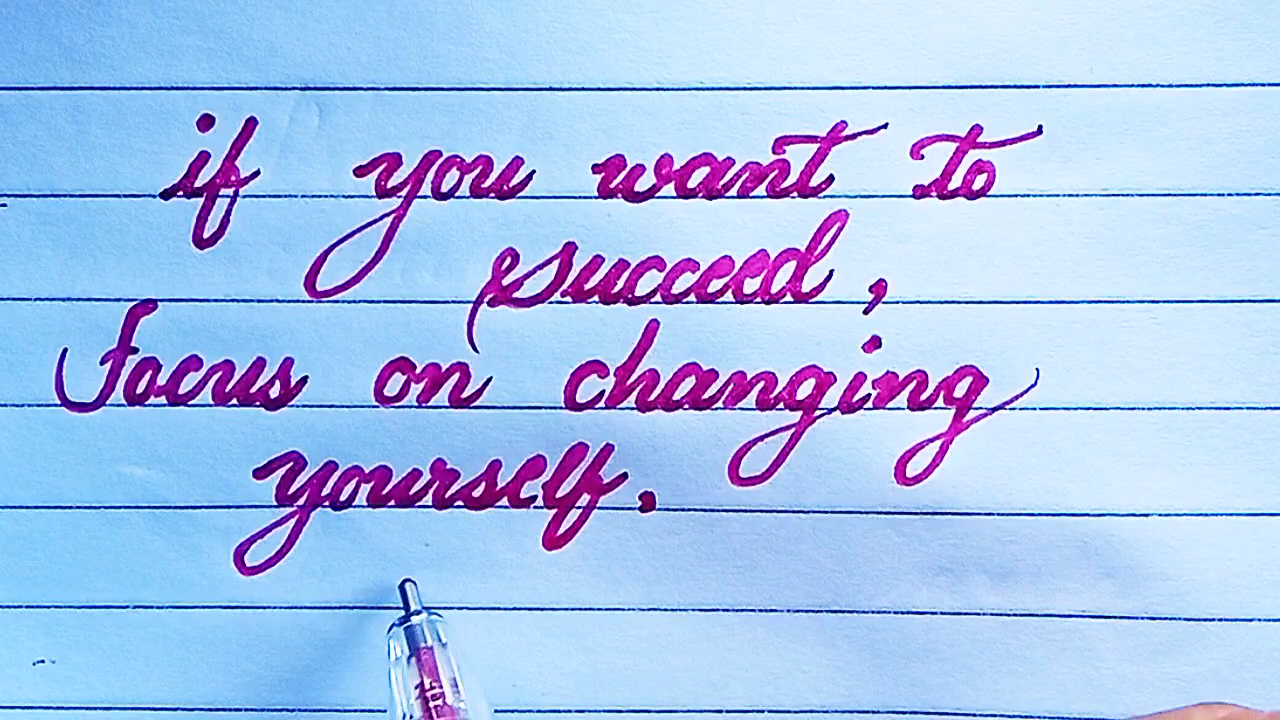 if you want to
succeed,
Focus on changing
yourself.